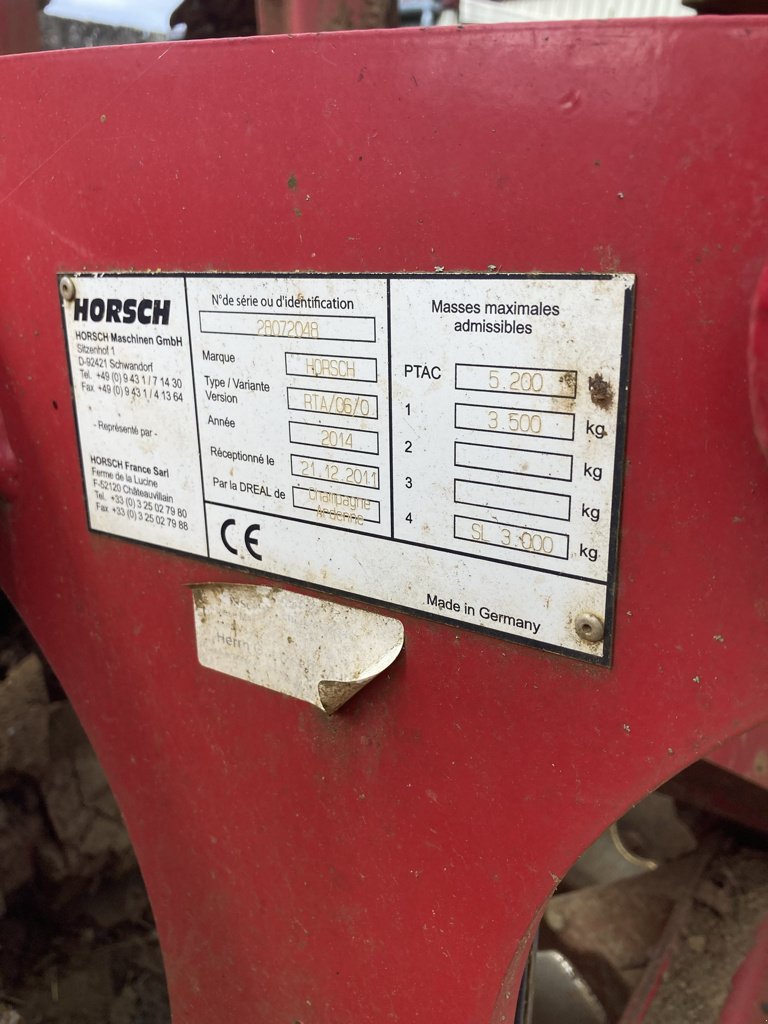 HORSCH
HORSCH Maschinen GmbH
Sitzenhof 1
D-92421 Schwandorf
Tel. +49 (0) 9 43 1 / 7 14 30
Fax +49 (0) 9 43 1 / 4 13 64
- Représenté par -
HORSCH France Sarl
Ferme de la Lucine
F-52120 Châteauvillain
Tel. +33 (0) 3 25 02 79 80
Fax +33 (0) 3 25 02 79 88
N°de série ou d'identification
28072048
Marque HORSCH
Type / Variante
Version RTA/06/0
Année 2014
Réceptionné le 21.12.2011
Par la DREAL de Champagne
Ardenne
CE
Masses maximales
admissibles
PTAC 5.200
1 3.500 kg
2 kg
3 kg
4 SL 3.000 kg
Made in Germany
Herrn